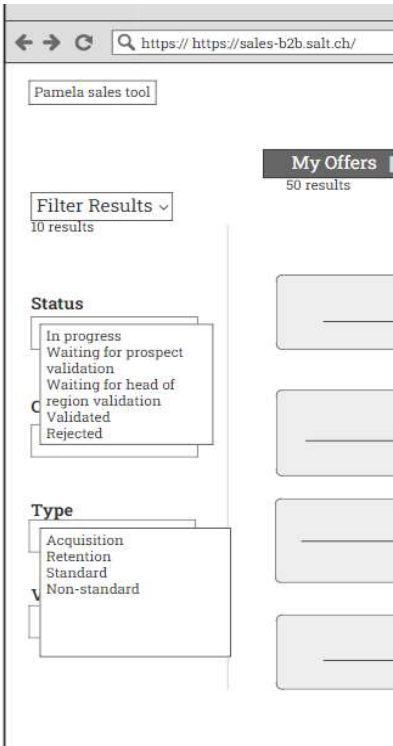 https:// https://sales-b2b.salt.ch/
Pamela sales tool
My Offers
50 results
Filter Results
10 results
Status
In progress
Waiting for prospect
validation
Waiting for head of
region validation
Validated
Rejected
Type
Acquisition
Retention
Standard
Non-standard